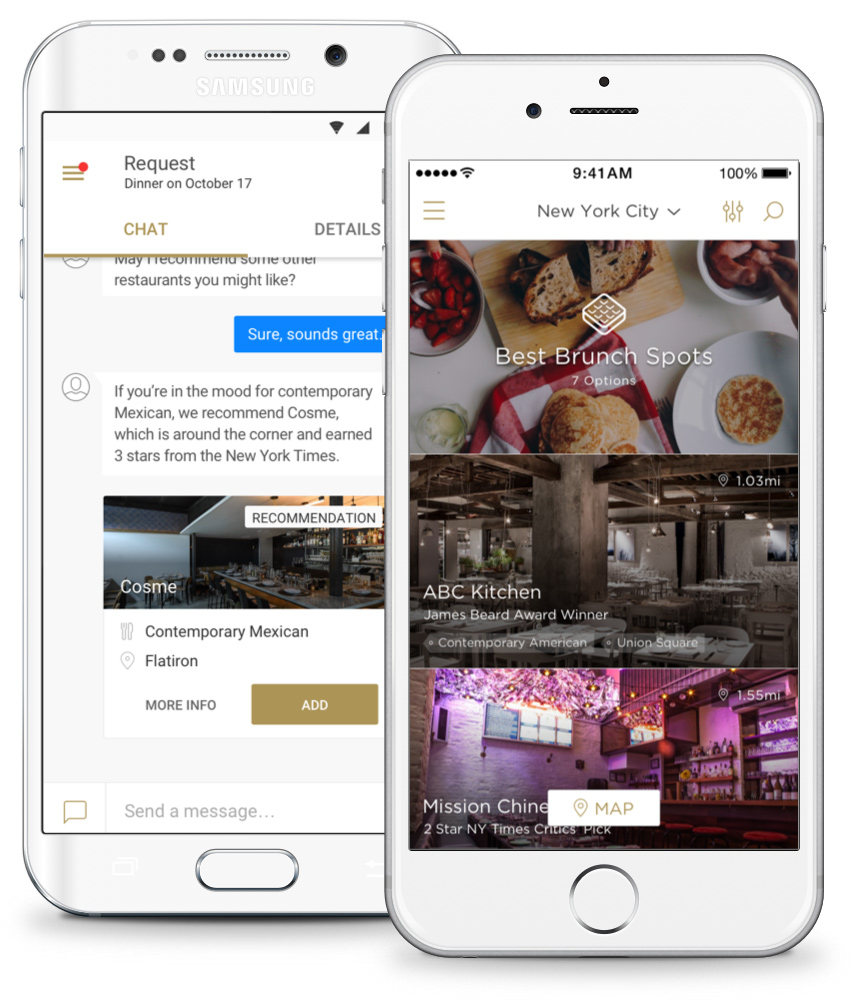 SAMSUNG
Request
Dinner on October 17
CHAT
DETAILS
May I recommend some other
restaurants you might like?
Sure, sounds great.
If you're in the mood for contemporary
Mexican, we recommend Cosme,
which is around the corner and earned
3 stars from the New York Times.
RECOMMENDATION
Cosme
Contemporary Mexican
Flatiron
MORE INFO
ADD
Send a message...
9:41AM
100%
New York City
Best Brunch Spots
7 Options
1.03mi
ABC Kitchen
James Beard Award Winner
Contemporary American
Union Square
1.55mi
Mission Chine
MAP
2 Star NY Times Critics' Pick